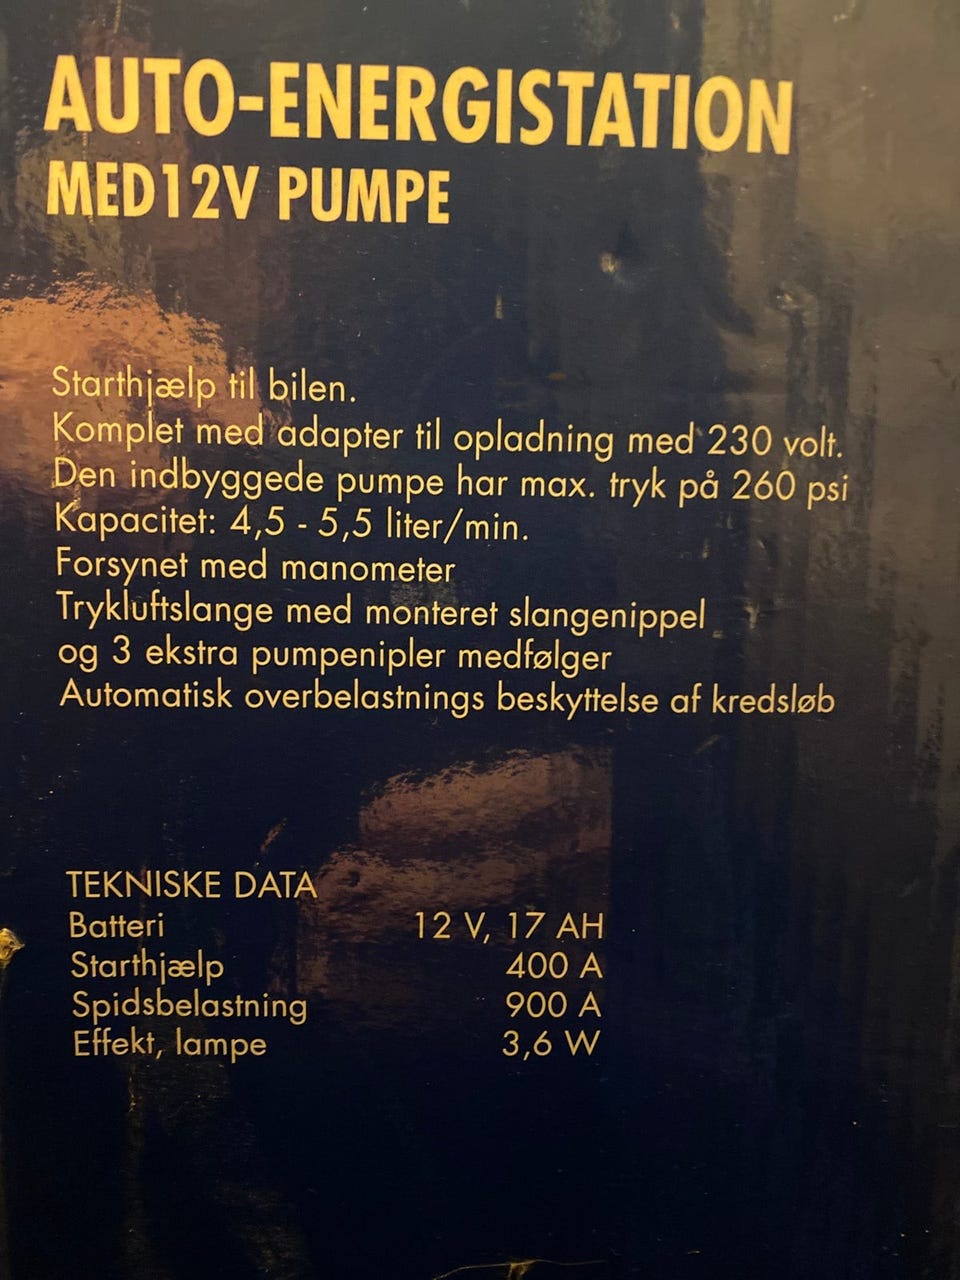 AUTO-ENERGISTATION
MED12V PUMPE
Starthjælp til bilen.
Komplet med adapter til opladning med 230 volt.
Den indbyggede pumpe har max. tryk på 260 psi
Kapacitet: 4,5 - 5,5 liter/min.
Forsynet med manometer
Trykluftslange med monteret slangenippel
og 3 ekstra pumpenipler medfølger
Automatisk overbelastnings beskyttelse af kredsløb
TEKNISKE DATA
Batteri 12 V, 17 AH
Starthjælp 400 A
Spidsbelastning 900 A
Effekt, lampe 3,6 W